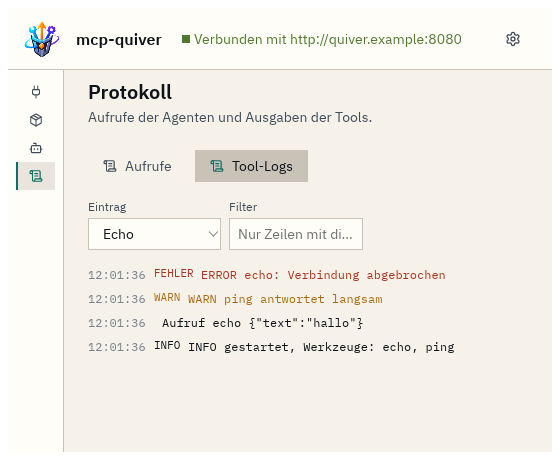 mcp-quiver
Verbunden mit http://quiver.example:8080
Protokoll
Aufrufe der Agenten und Ausgaben der Tools.
Aufrufe
Tool-Logs
Eintrag
Filter
Echo
Nur Zeilen mit di...
12:01:36 FEHLER ERROR echo: Verbindung abgebrochen
12:01:36 WARN WARN ping antwortet langsam
12:01:36 Aufruf echo {"text":"hallo"}
12:01:36 INFO INFO gestartet, Werkzeuge: echo, ping